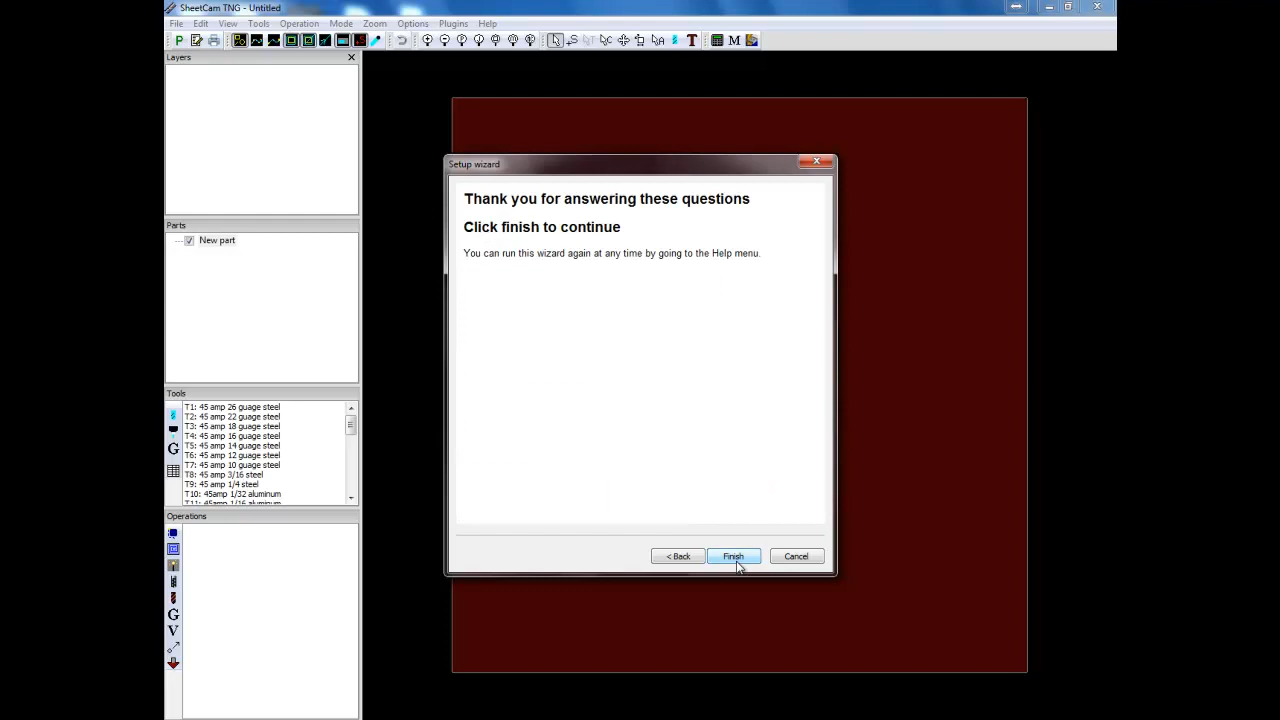 SheetCam TNG - Untitled
File Edit View Tools Operation Mode Zoom Options Plugins Help
Layers
Setup wizard
Thank you for answering these questions
Click finish to continue
You can run this wizard again at any time by going to the Help menu.
< Back Finish Cancel
Parts
New part
Tools
T1: 45 amp 26 guage steel
T2: 45 amp 22 guage steel
T3: 45 amp 18 guage steel
T4: 45 amp 16 guage steel
T5: 45 amp 14 guage steel
T6: 45 amp 12 guage steel
T7: 45 amp 10 guage steel
T8: 45 amp 3/16 steel
T9: 45 amp 1/4 steel
T10: 45amp 1/32 aluminum
T11: 45amp 1/16 aluminum
Operations